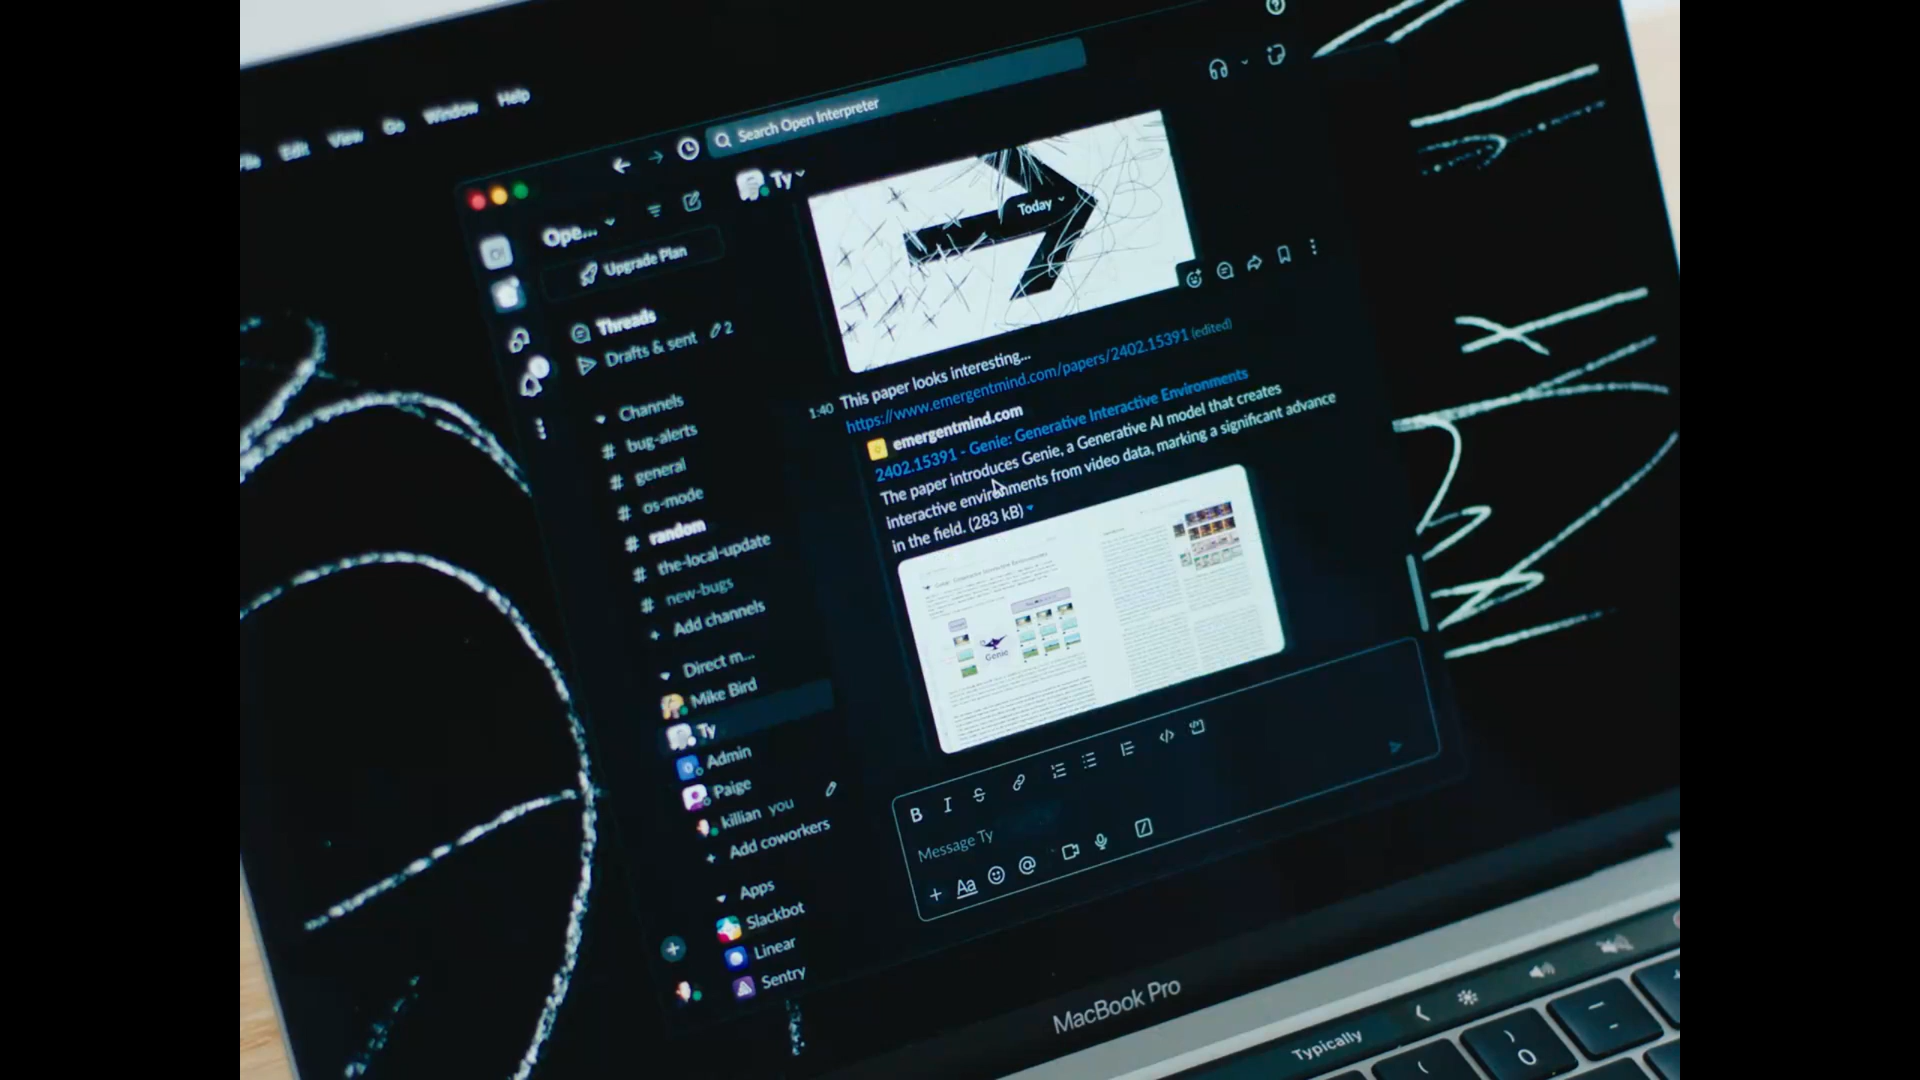 Edit View Go Window Help
Search Open Interpreter
Ope...
Ty
Today
Upgrade Plan
Threads
Drafts & sent 2
Channels
# bug-alerts
# general
# os-mode
# random
# the-local-update
# new-bugs
+ Add channels
Direct m...
Mike Bird
Ty
Admin
Paige
killian you
+ Add coworkers
Apps
Slackbot
Linear
Sentry
1:40 This paper looks interesting...
https://www.emergentmind.com/papers/2402.15391 (edited)
emergentmind.com
2402.15391 - Genie: Generative Interactive Environments
The paper introduces Genie, a Generative AI model that creates
interactive environments from video data, marking a significant advance
in the field. (283 kB)
Genie
B I S
Message Ty
+ Aa @
MacBook Pro
Typically
( ) 0